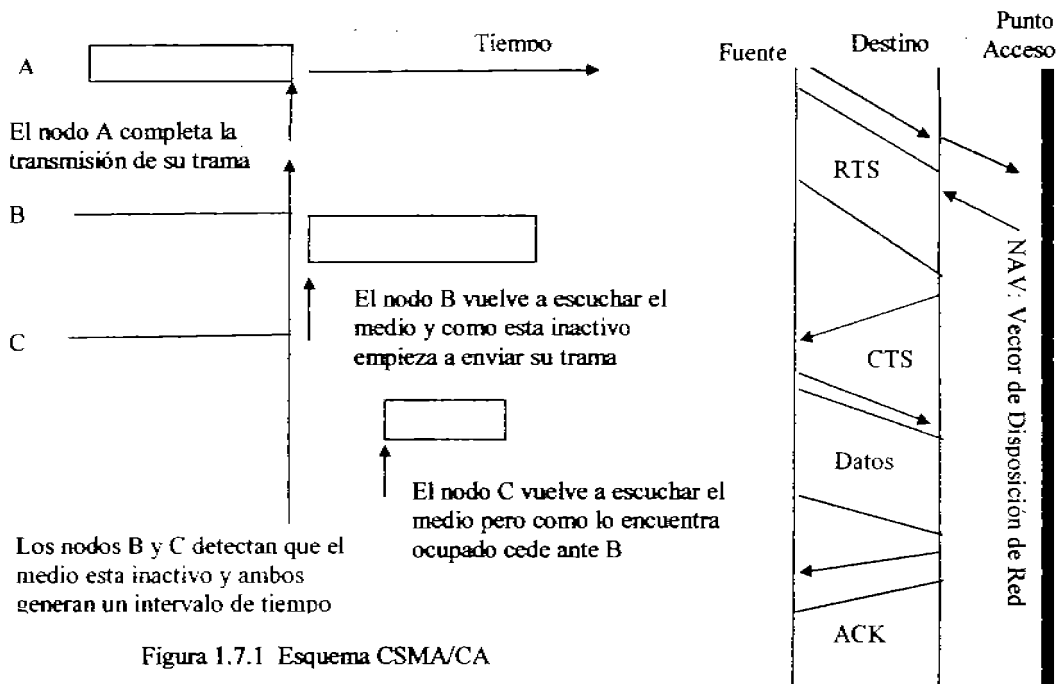 A
Tiempo
El nodo A completa la
transmisión de su trama
B
El nodo B vuelve a escuchar el
medio y como esta inactivo
empieza a enviar su trama
C
El nodo C vuelve a escuchar el
medio pero como lo encuentra
ocupado cede ante B
Los nodos B y C detectan que el
medio esta inactivo y ambos
generan un intervalo de tiempo
Figura 1.7.1 Esquema CSMA/CA
Fuente
Destino
Punto
Acceso
RTS
CTS
Datos
ACK
NAV: Vector de Disposición de Red